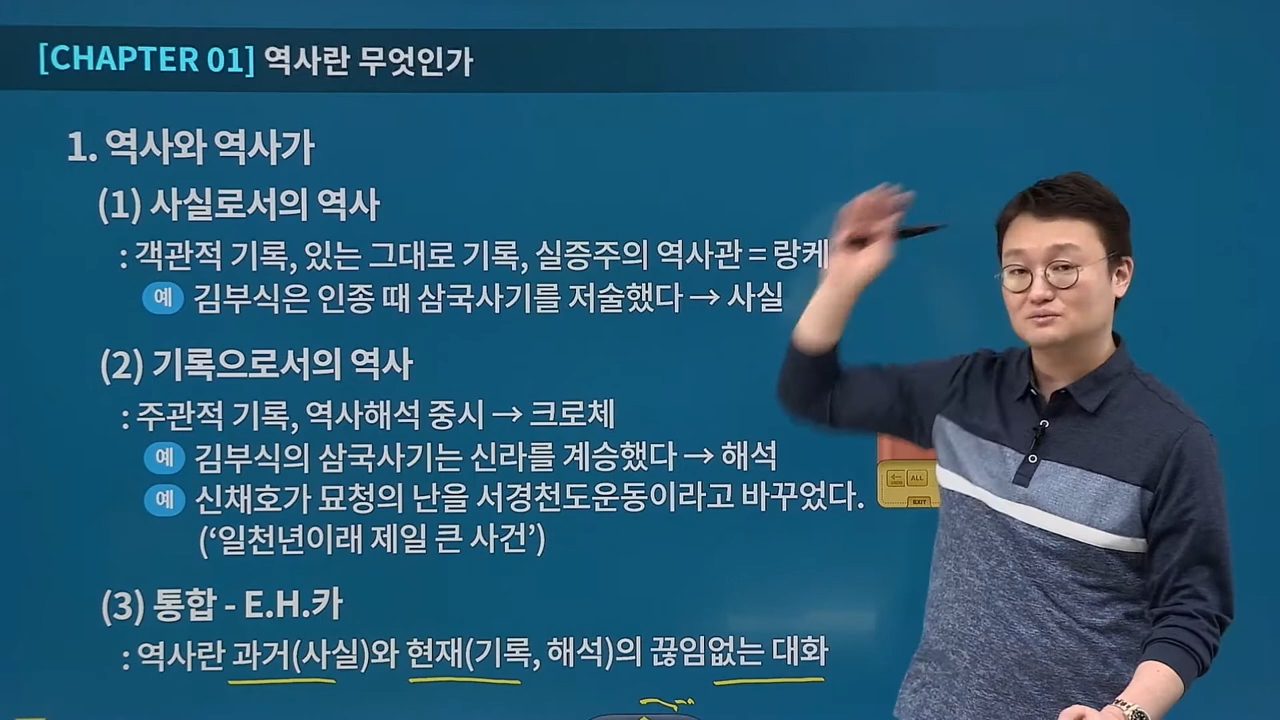 [CHAPTER 01] 역사란 무엇인가
1. 역사와 역사가
(1) 사실로서의 역사
: 객관적 기록, 있는 그대로 기록, 실증주의 역사관 = 랑케
예 김부식은 인종 때 삼국사기를 저술했다 → 사실
(2) 기록으로서의 역사
: 주관적 기록, 역사해석 중시 → 크로체
예 김부식의 삼국사기는 신라를 계승했다 → 해석
예 신채호가 묘청의 난을 서경천도운동이라고 바꾸었다.
(‘일천년이래 제일 큰 사건’)
(3) 통합 - E.H.카
: 역사란 과거(사실)와 현재(기록, 해석)의 끊임없는 대화
ALL
EXIT